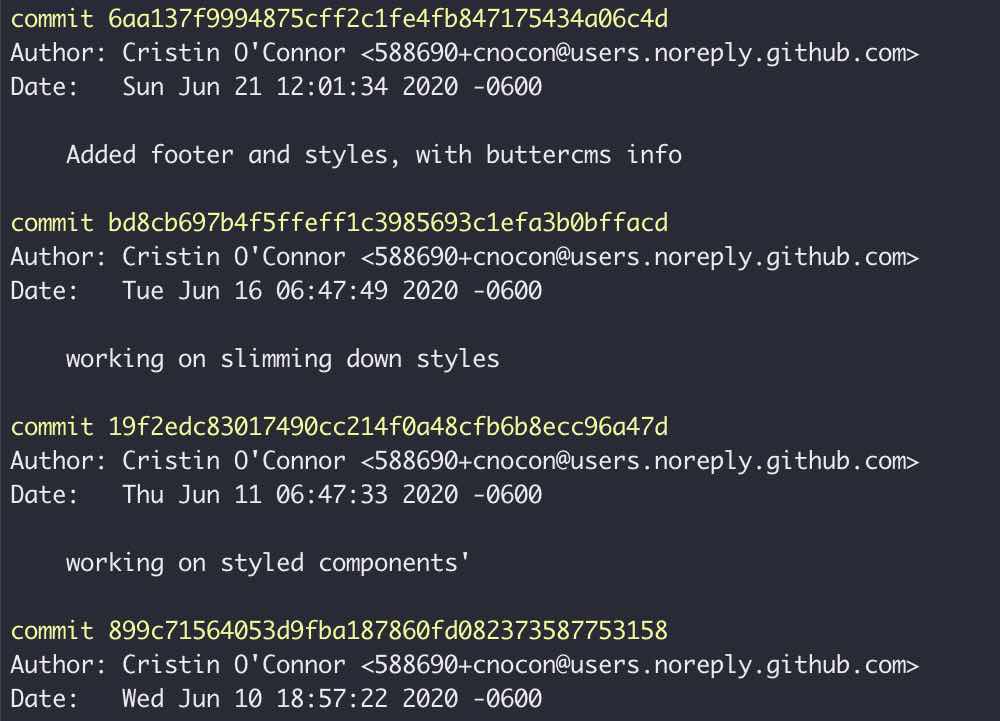 commit 6aa137f9994875cff2c1fe4fb847175434a06c4d
Author: Cristin O'Connor <588690+cnocon@users.noreply.github.com>
Date:   Sun Jun 21 12:01:34 2020 -0600
Added footer and styles, with buttercms info
commit bd8cb697b4f5ffeff1c3985693c1efa3b0bffacd
Author: Cristin O'Connor <588690+cnocon@users.noreply.github.com>
Date:   Tue Jun 16 06:47:49 2020 -0600
working on slimming down styles
commit 19f2edc83017490cc214f0a48cfb6b8ecc96a47d
Author: Cristin O'Connor <588690+cnocon@users.noreply.github.com>
Date:   Thu Jun 11 06:47:33 2020 -0600
working on styled components'
commit 899c71564053d9fba187860fd082373587753158
Author: Cristin O'Connor <588690+cnocon@users.noreply.github.com>
Date:   Wed Jun 10 18:57:22 2020 -0600